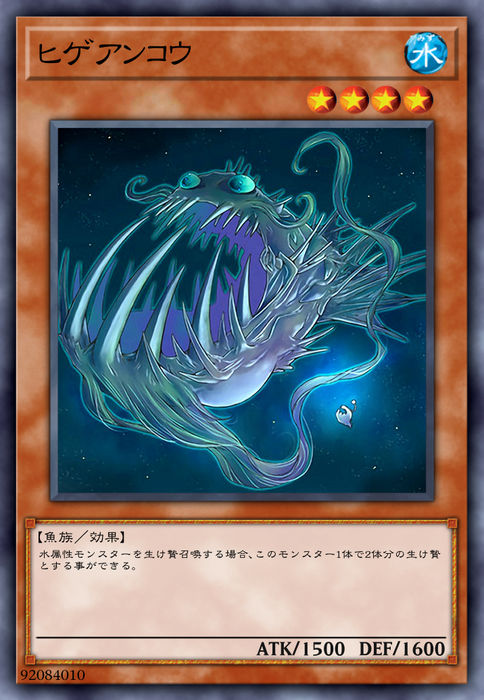 ヒゲアンコウ
みず
水
【魚族／効果】
水属性モンスターを生け贄召喚する場合、このモンスター1体で2体分の生け贄
とする事ができる。
ATK/1500 DEF/1600
92084010